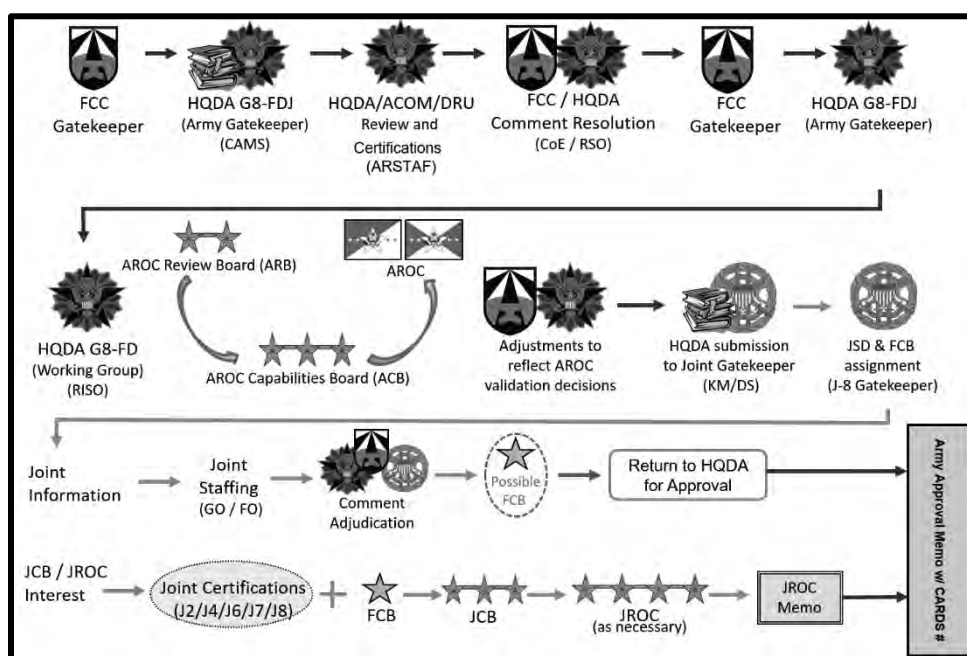 FCC
Gatekeeper
HQDA G8-FDJ
(Army Gatekeeper)
(CAMS)
HQDA/ACOM/DRU
Review and
Certifications
(ARSTAF)
FCC / HQDA
Comment Resolution
(CoE / RSO)
FCC
Gatekeeper
HQDA G8-FDJ
(Army Gatekeeper)
HQDA G8-FD
(Working Group)
(RISO)
AROC Review Board (ARB)
AROC Capabilities Board (ACB)
AROC
Adjustments to
reflect AROC
validation decisions
HQDA submission
to Joint Gatekeeper
(KM/DS)
JSD & FCB
assignment
(J-8 Gatekeeper)
Joint
Information
Joint
Staffing
(GO / FO)
Comment
Adjudication
Possible
FCB
Return to HQDA
for Approval
JCB / JROC
Interest
Joint Certifications
(J2/J4/J6/J7/J8)
FCB
JCB
JROC
(as necessary)
JROC
Memo
Army Approval Memo w/ CARDS #